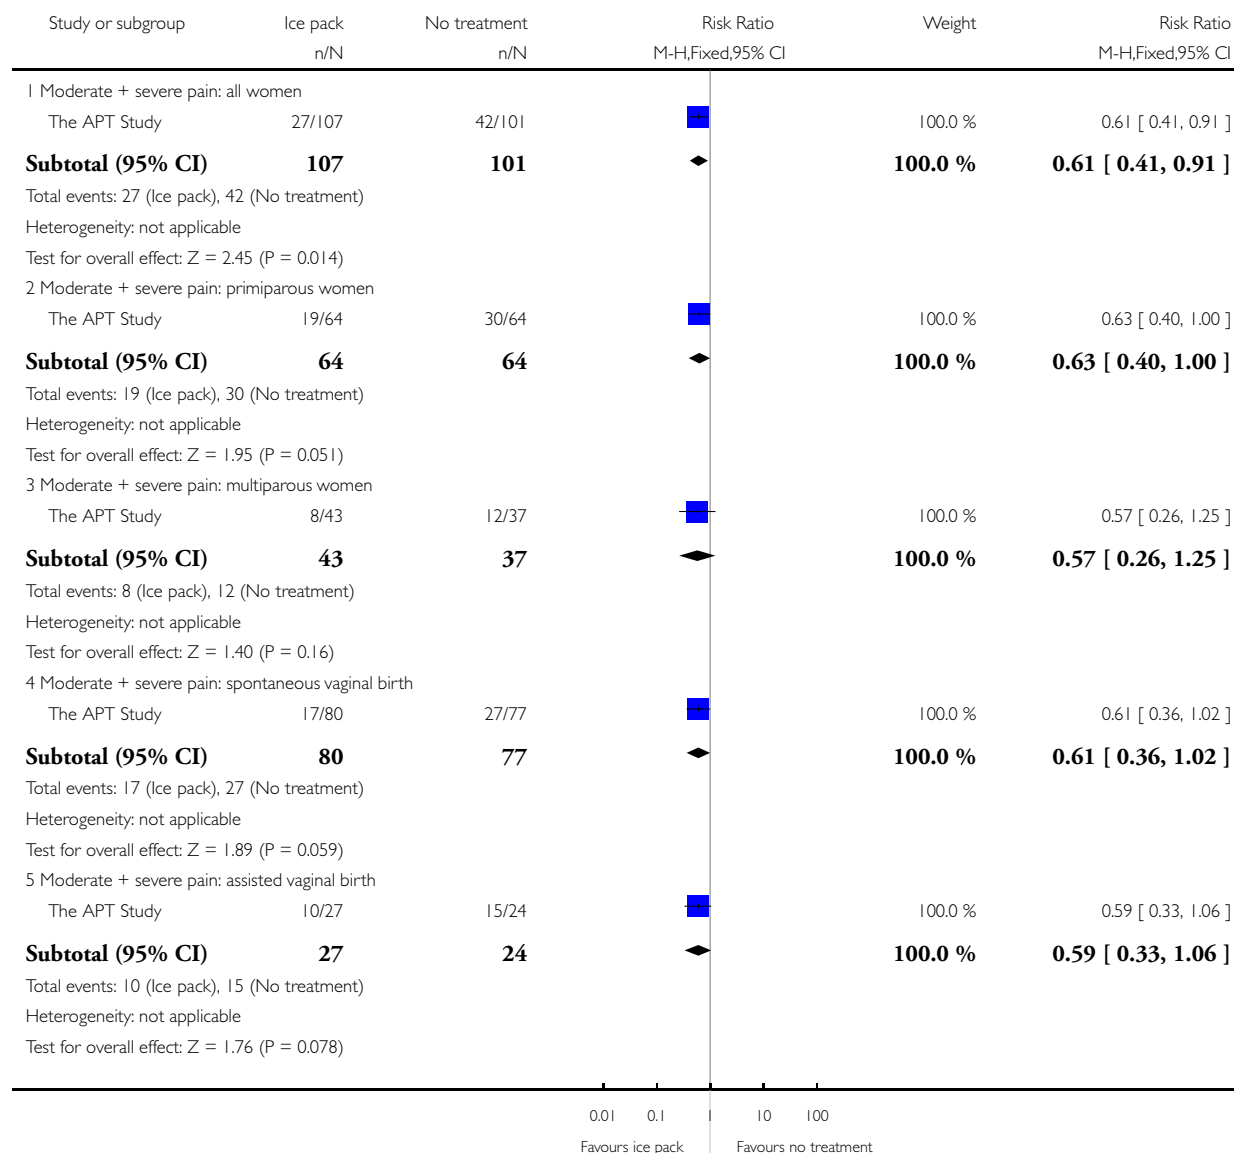 Study or subgroup Ice pack No treatment Risk Ratio Weight Risk Ratio
n/N n/N M-H,Fixed,95% CI M-H,Fixed,95% CI
1 Moderate + severe pain: all women
The APT Study 27/107 42/101 100.0 % 0.61 [ 0.41, 0.91 ]
Subtotal (95% CI) 107 101 100.0 % 0.61 [ 0.41, 0.91 ]
Total events: 27 (Ice pack), 42 (No treatment)
Heterogeneity: not applicable
Test for overall effect: Z = 2.45 (P = 0.014)
2 Moderate + severe pain: primiparous women
The APT Study 19/64 30/64 100.0 % 0.63 [ 0.40, 1.00 ]
Subtotal (95% CI) 64 64 100.0 % 0.63 [ 0.40, 1.00 ]
Total events: 19 (Ice pack), 30 (No treatment)
Heterogeneity: not applicable
Test for overall effect: Z = 1.95 (P = 0.051)
3 Moderate + severe pain: multiparous women
The APT Study 8/43 12/37 100.0 % 0.57 [ 0.26, 1.25 ]
Subtotal (95% CI) 43 37 100.0 % 0.57 [ 0.26, 1.25 ]
Total events: 8 (Ice pack), 12 (No treatment)
Heterogeneity: not applicable
Test for overall effect: Z = 1.40 (P = 0.16)
4 Moderate + severe pain: spontaneous vaginal birth
The APT Study 17/80 27/77 100.0 % 0.61 [ 0.36, 1.02 ]
Subtotal (95% CI) 80 77 100.0 % 0.61 [ 0.36, 1.02 ]
Total events: 17 (Ice pack), 27 (No treatment)
Heterogeneity: not applicable
Test for overall effect: Z = 1.89 (P = 0.059)
5 Moderate + severe pain: assisted vaginal birth
The APT Study 10/27 15/24 100.0 % 0.59 [ 0.33, 1.06 ]
Subtotal (95% CI) 27 24 100.0 % 0.59 [ 0.33, 1.06 ]
Total events: 10 (Ice pack), 15 (No treatment)
Heterogeneity: not applicable
Test for overall effect: Z = 1.76 (P = 0.078)
0.01 0.1 1 10 100
Favours ice pack Favours no treatment